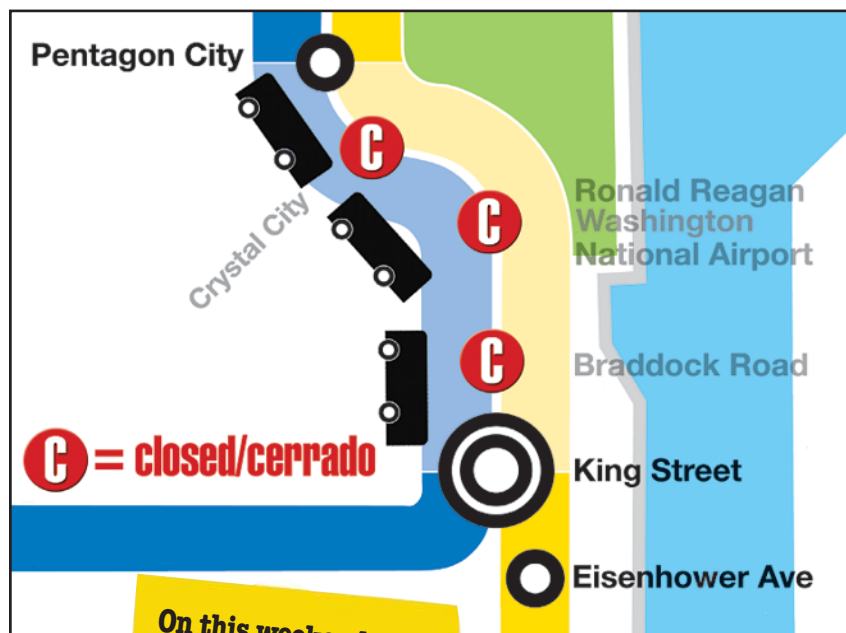 Pentagon City
C
Crystal City
C
Ronald Reagan
Washington
National Airport
C
Braddock Road
C = closed/cerrado
King Street
Eisenhower Ave
On this